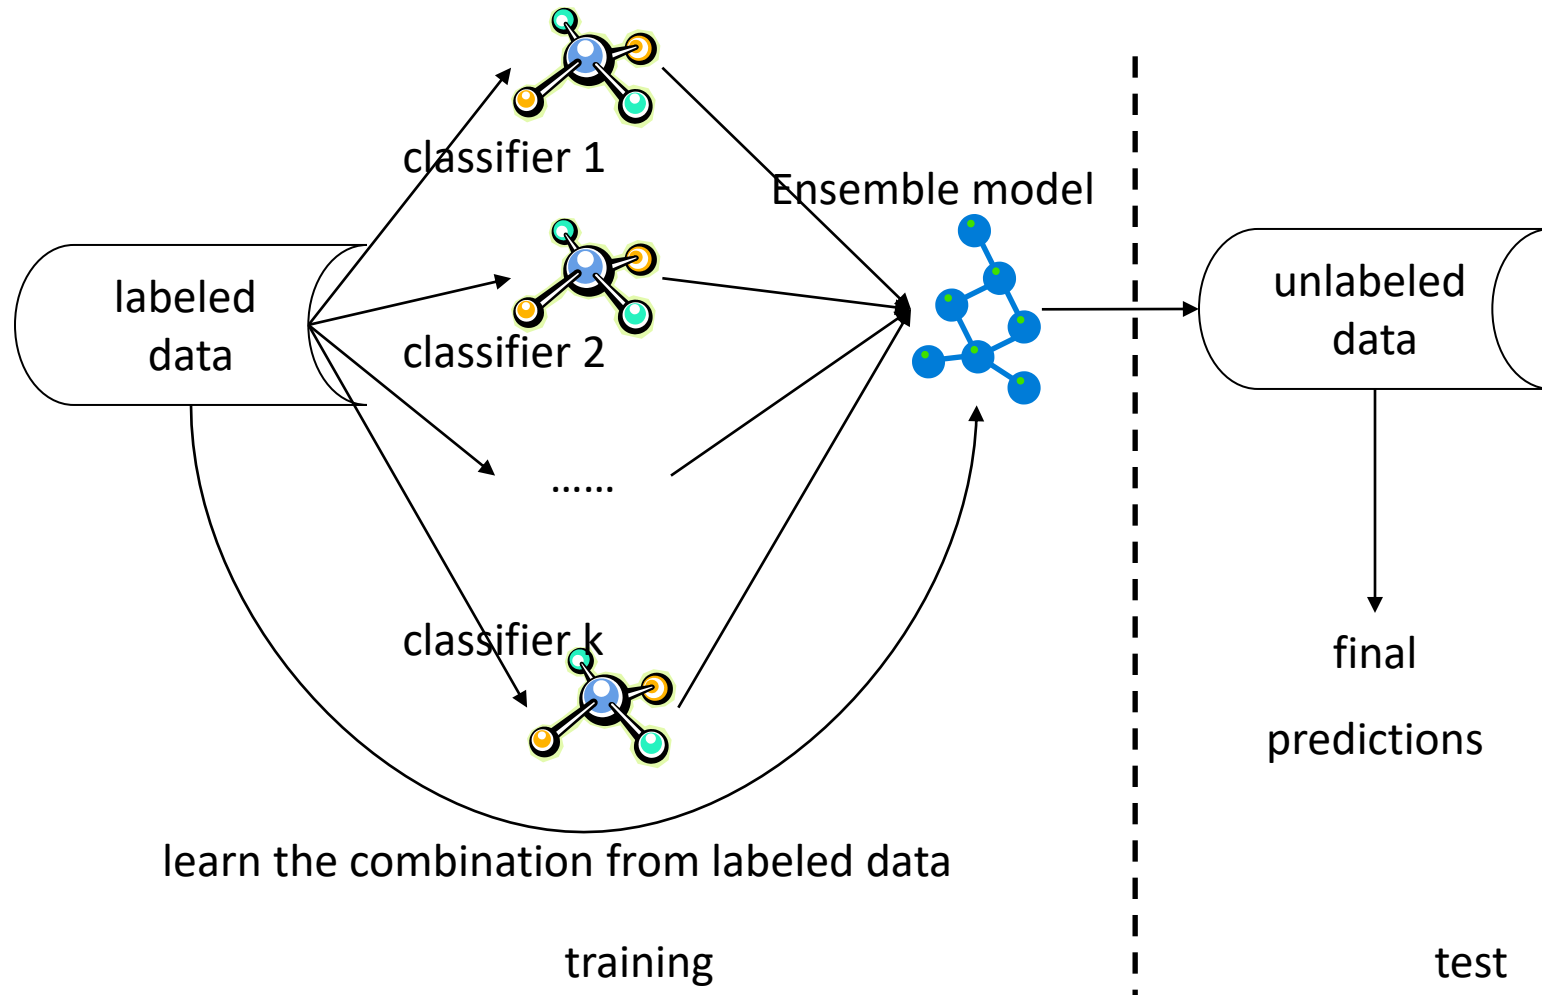 classifier 1
Ensemble model
labeled
data
classifier 2
unlabeled
data
......
classifier k
final
predictions
learn the combination from labeled data
training
test